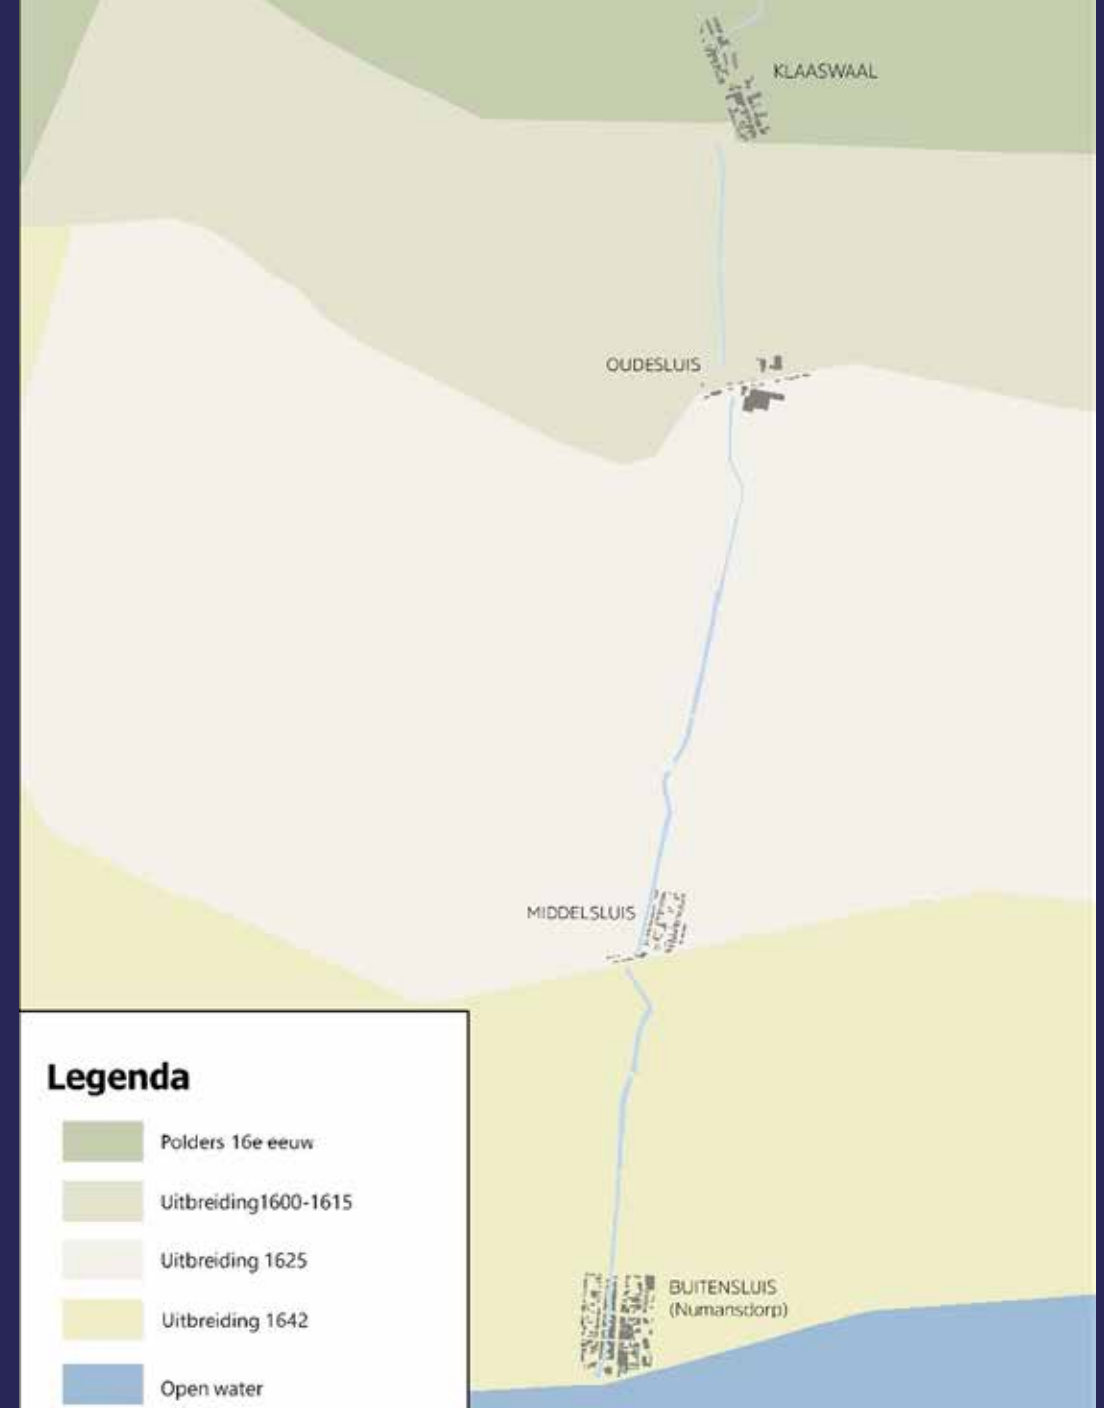 KLAASWAAL
OUDESLUIS
MIDDELSLUIS
BUITENSLUIS
(Numansdorp)
Legenda
Polders 16e eeuw
Uitbreiding1600-1615
Uitbreiding 1625
Uitbreiding 1642
Open water